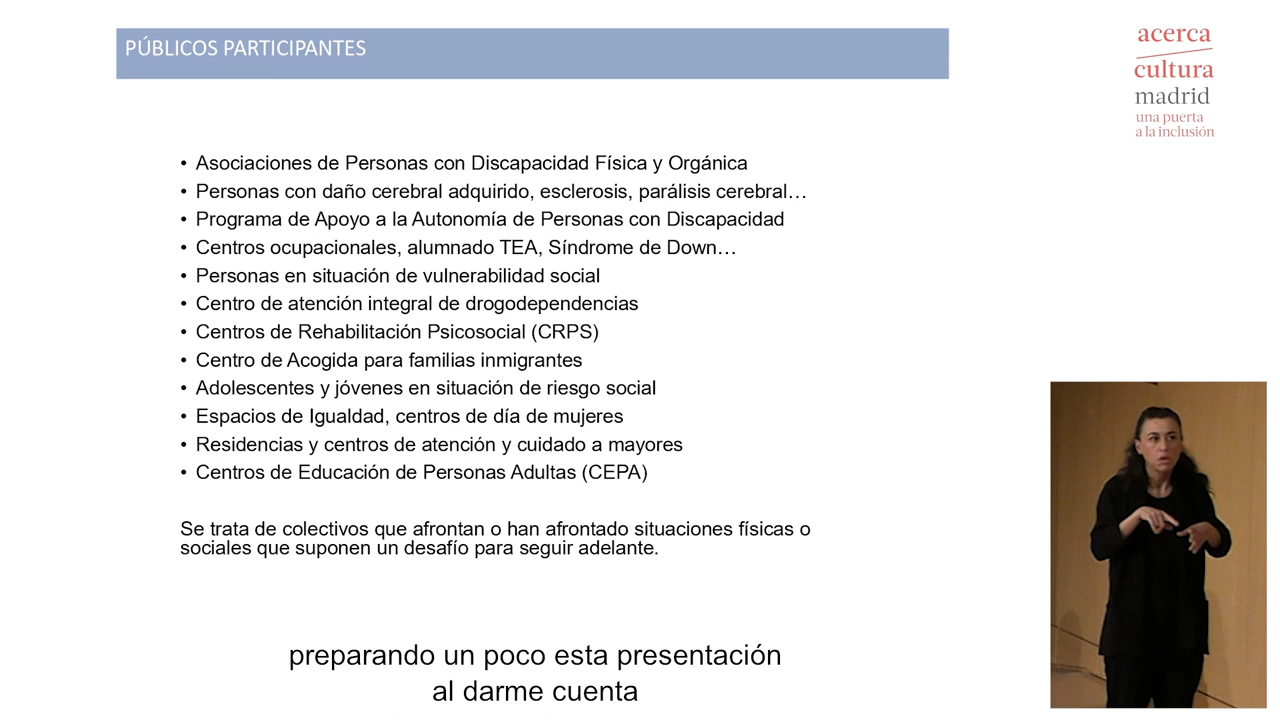 PÚBLICOS PARTICIPANTES
acerca
cultura
madrid
una puerta
a la inclusión
• Asociaciones de Personas con Discapacidad Física y Orgánica
• Personas con daño cerebral adquirido, esclerosis, parálisis cerebral…
• Programa de Apoyo a la Autonomía de Personas con Discapacidad
• Centros ocupacionales, alumnado TEA, Síndrome de Down…
• Personas en situación de vulnerabilidad social
• Centro de atención integral de drogodependencias
• Centros de Rehabilitación Psicosocial (CRPS)
• Centro de Acogida para familias inmigrantes
• Adolescentes y jóvenes en situación de riesgo social
• Espacios de Igualdad, centros de día de mujeres
• Residencias y centros de atención y cuidado a mayores
• Centros de Educación de Personas Adultas (CEPA)
Se trata de colectivos que afrontan o han afrontado situaciones físicas o
sociales que suponen un desafío para seguir adelante.
preparando un poco esta presentación
al darme cuenta